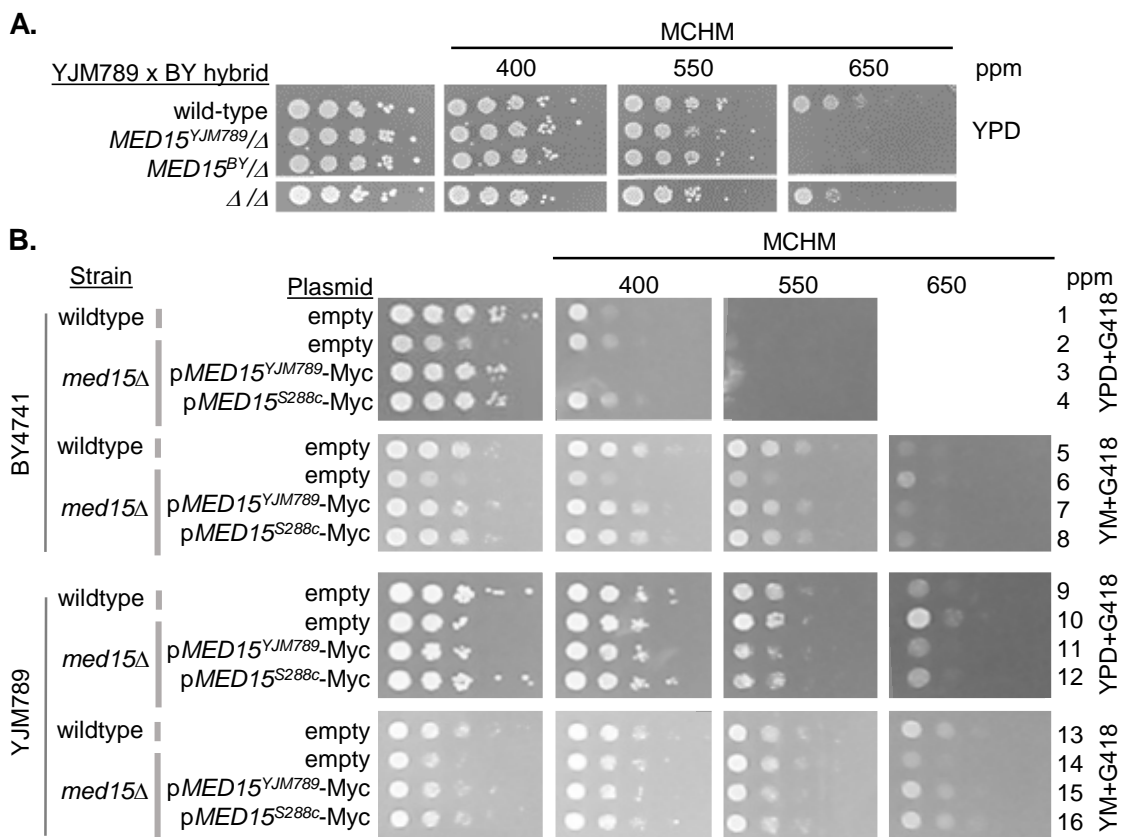 A.
MCHM
YJM789 x BY hybrid 400 550 650 ppm
wild-type
MED15YJM789/Δ YPD
MED15BY/Δ
Δ/Δ
B.
MCHM
Strain
Plasmid 400 550 650 ppm
wildtype empty 1
empty 2
med15Δ pMED15YJM789-Myc 3
pMED15S288c-Myc 4
YPD+G418
BY4741
wildtype empty 5
empty 6
med15Δ pMED15YJM789-Myc 7
pMED15S288c-Myc 8
YM+G418
wildtype empty 9
empty 10
med15Δ pMED15YJM789-Myc 11
pMED15S288c-Myc 12
YPD+G418
YJM789
wildtype empty 13
empty 14
med15Δ pMED15YJM789-Myc 15
pMED15S288c-Myc 16
YM+G418